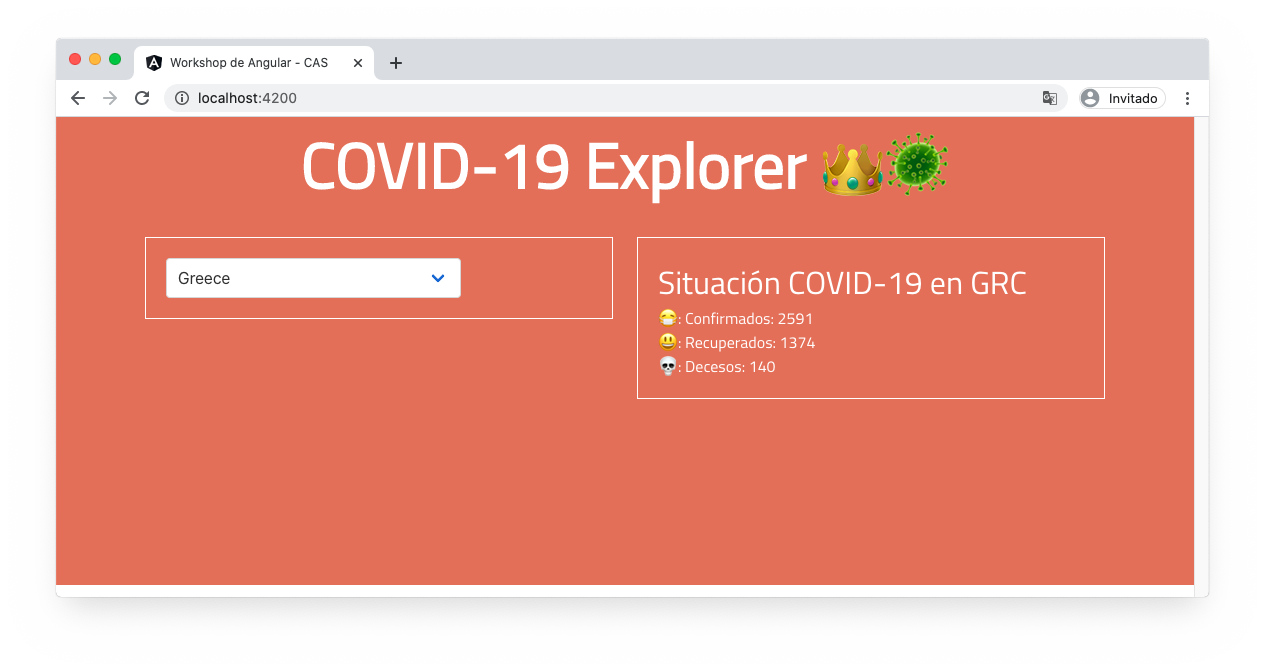 Workshop de Angular - CAS
localhost:4200
Invitado
COVID-19 Explorer 👑🦠
Greece
Situación COVID-19 en GRC
😷: Confirmados: 2591
😃: Recuperados: 1374
💀: Decesos: 140